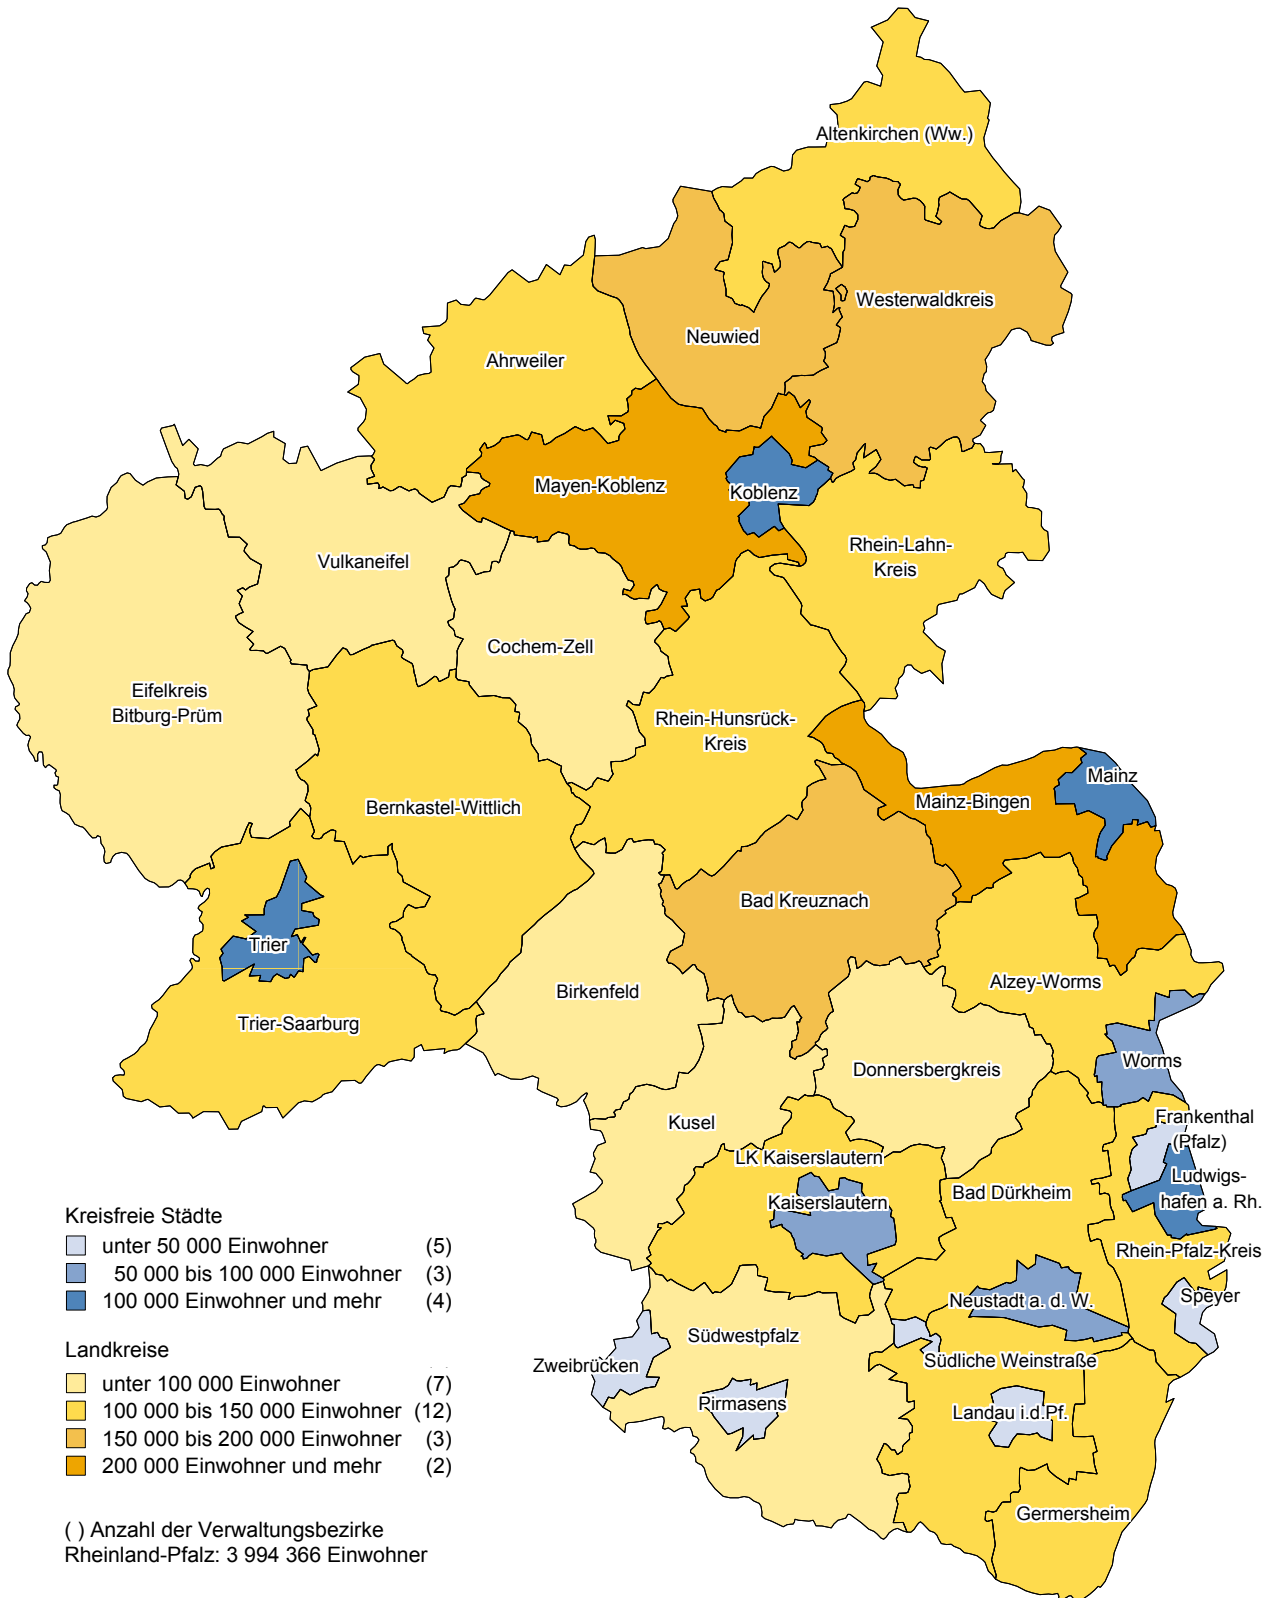 Altenkirchen (Ww.)
Westerwaldkreis
Neuwied
Ahrweiler
Mayen-Koblenz
Koblenz
Rhein-Lahn-
Kreis
Vulkaneifel
Cochem-Zell
Eifelkreis
Bitburg-Prüm
Rhein-Hunsrück-
Kreis
Mainz
Mainz-Bingen
Bernkastel-Wittlich
Bad Kreuznach
Trier
Alzey-Worms
Birkenfeld
Trier-Saarburg
Worms
Donnersbergkreis
Frankenthal
(Pfalz)
Kusel
LK Kaiserslautern
Ludwigs-
hafen a. Rh.
Bad Dürkheim
Kaiserslautern
Rhein-Pfalz-Kreis
Speyer
Neustadt a. d. W.
Südwestpfalz
Zweibrücken
Südliche Weinstraße
Pirmasens
Landau i.d.Pf.
Germersheim
Kreisfreie Städte
unter 50 000 Einwohner (5)
50 000 bis 100 000 Einwohner (3)
100 000 Einwohner und mehr (4)
Landkreise
unter 100 000 Einwohner (7)
100 000 bis 150 000 Einwohner (12)
150 000 bis 200 000 Einwohner (3)
200 000 Einwohner und mehr (2)
( ) Anzahl der Verwaltungsbezirke
Rheinland-Pfalz: 3 994 366 Einwohner